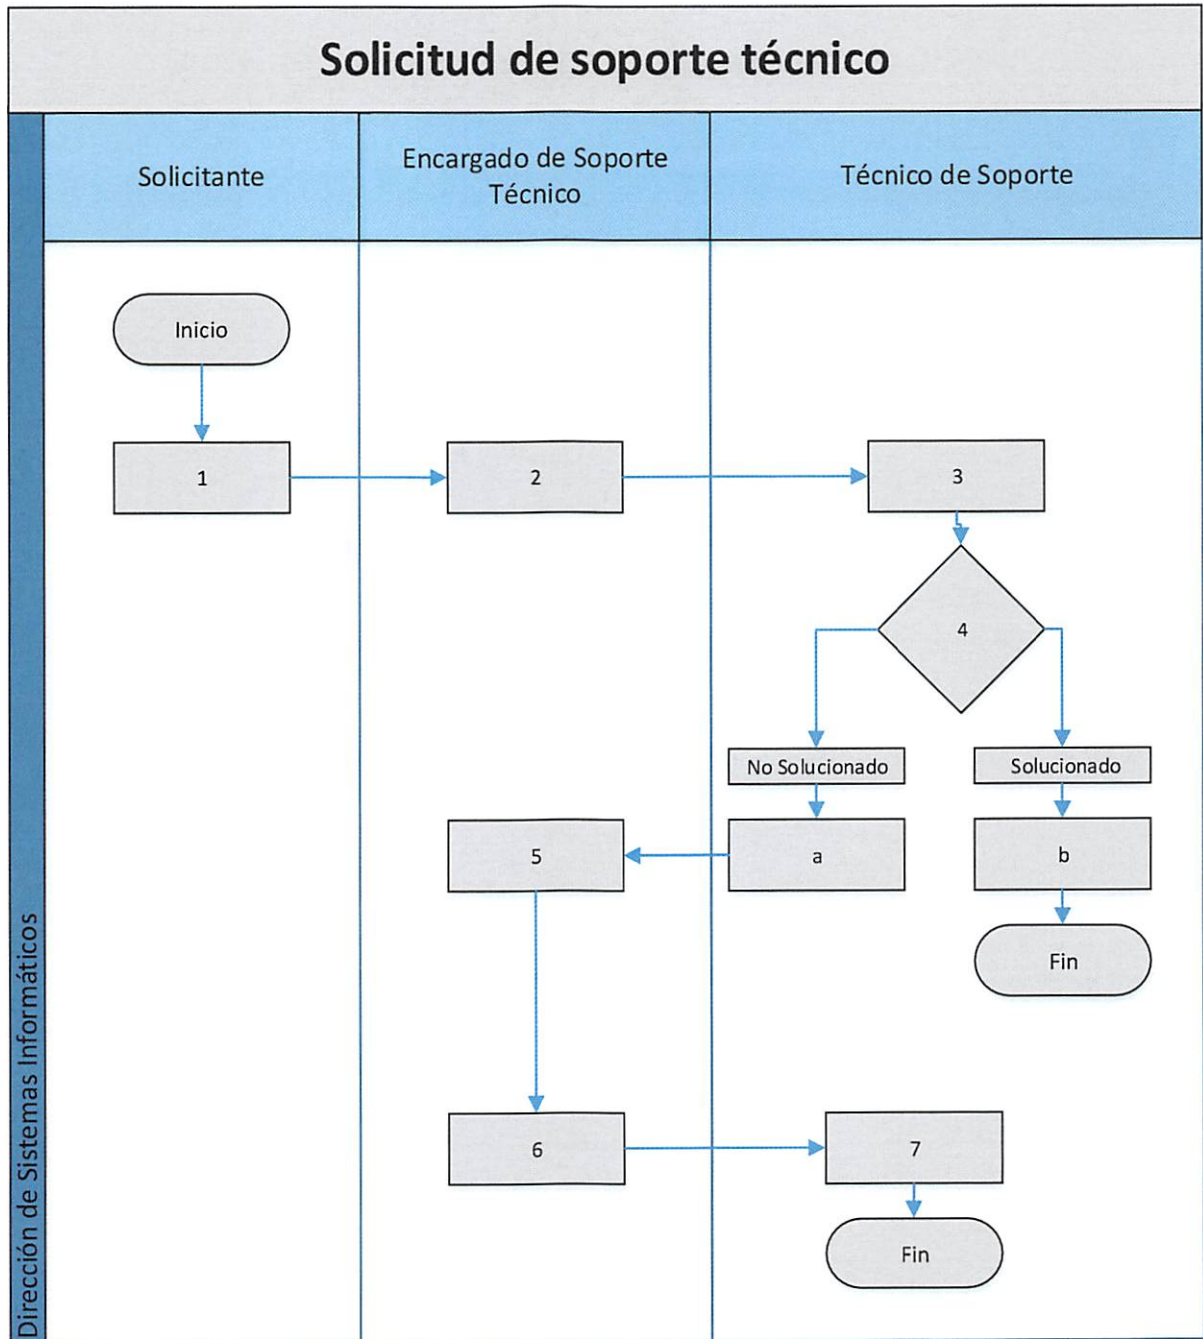 Solicitud de soporte técnico
Solicitante
Encargado de Soporte
Técnico
Técnico de Soporte
Dirección de Sistemas Informáticos
Inicio
1
2
3
4
No Solucionado
Solucionado
5
a
b
Fin
6
7
Fin